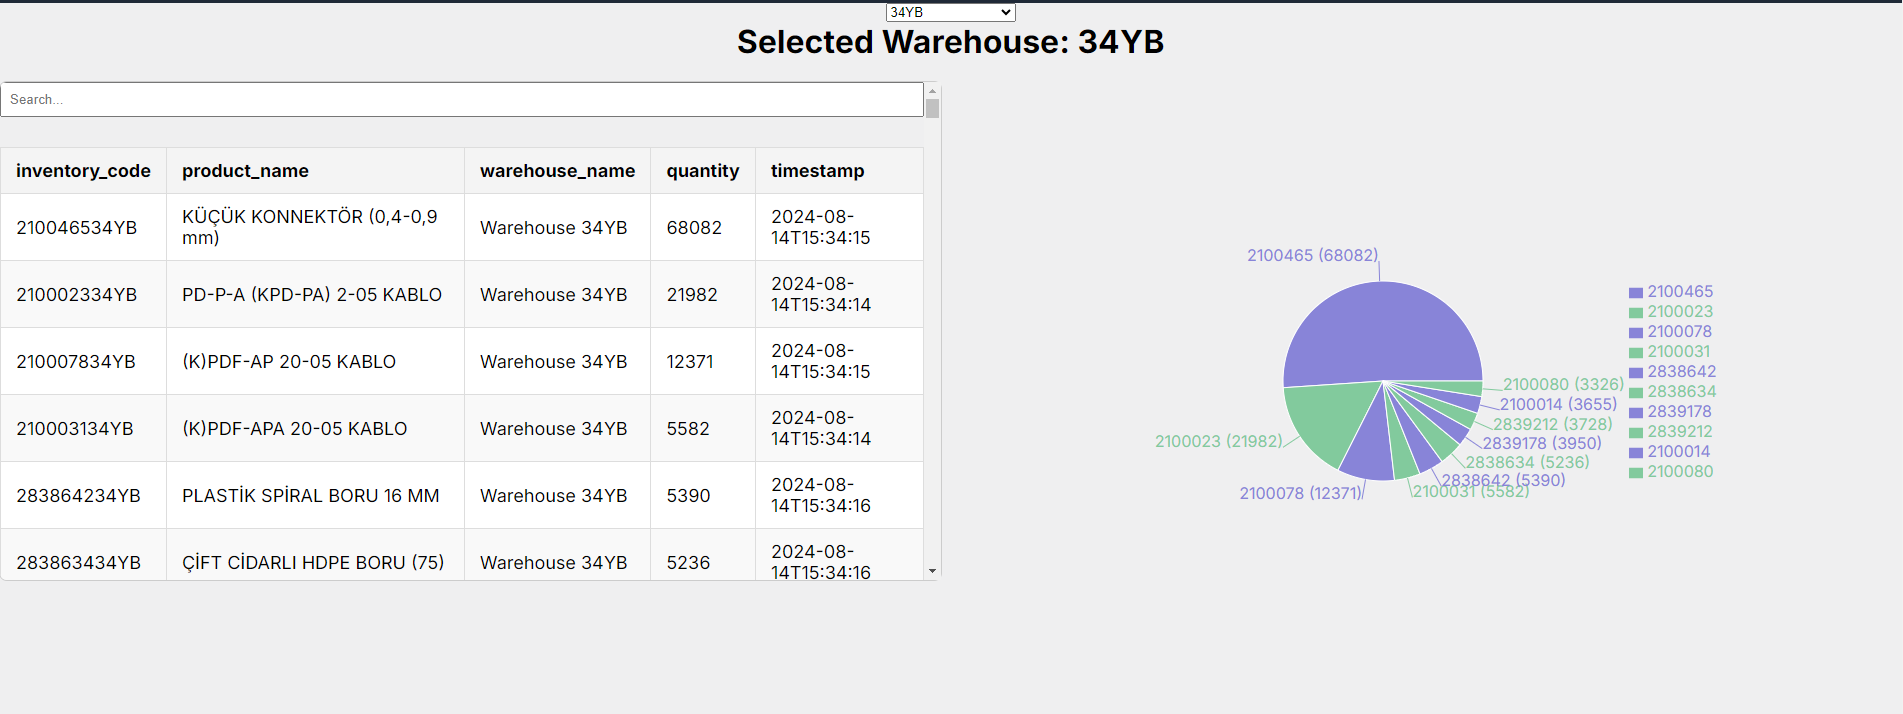 34YB
Selected Warehouse: 34YB
Search...
inventory_code product_name warehouse_name quantity timestamp
210046534YB KÜÇÜK KONNEKTÖR (0,4-0,9 mm) Warehouse 34YB 68082 2024-08-14T15:34:15
210002334YB PD-P-A (KPD-PA) 2-05 KABLO Warehouse 34YB 21982 2024-08-14T15:34:14
210007834YB (K)PDF-AP 20-05 KABLO Warehouse 34YB 12371 2024-08-14T15:34:15
210003134YB (K)PDF-APA 20-05 KABLO Warehouse 34YB 5582 2024-08-14T15:34:14
283864234YB PLASTİK SPİRAL BORU 16 MM Warehouse 34YB 5390 2024-08-14T15:34:16
283863434YB ÇİFT CİDARLI HDPE BORU (75) Warehouse 34YB 5236 2024-08-14T15:34:16
2100465 (68082)
2100080 (3326)
2100014 (3655)
2839212 (3728)
2839178 (3950)
2100023 (21982)
2838634 (5236)
2838642 (5390)
2100031 (5582)
2100078 (12371)
2100465
2100023
2100078
2100031
2838642
2838634
2839178
2839212
2100014
2100080